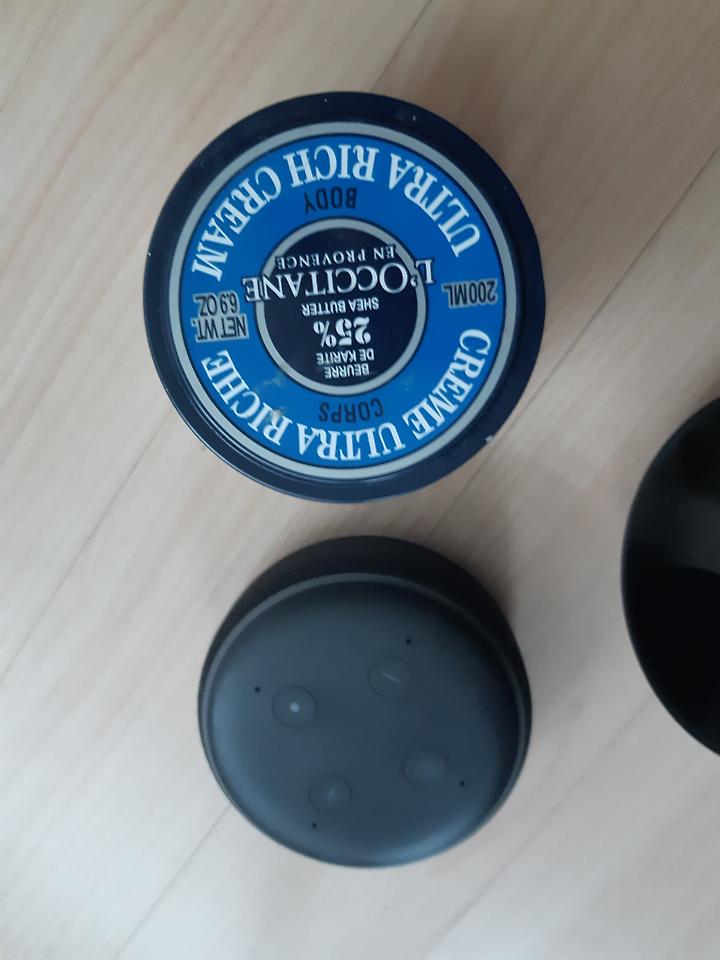 ULTRA RICH CREAM
BODY
L'OCCITANE
EN PROVENCE
200ML
NET WT.
6.9 OZ.
BEURRE
DE KARITE
25%
SHEA BUTTER
CORPS
CREME ULTRA RICHE